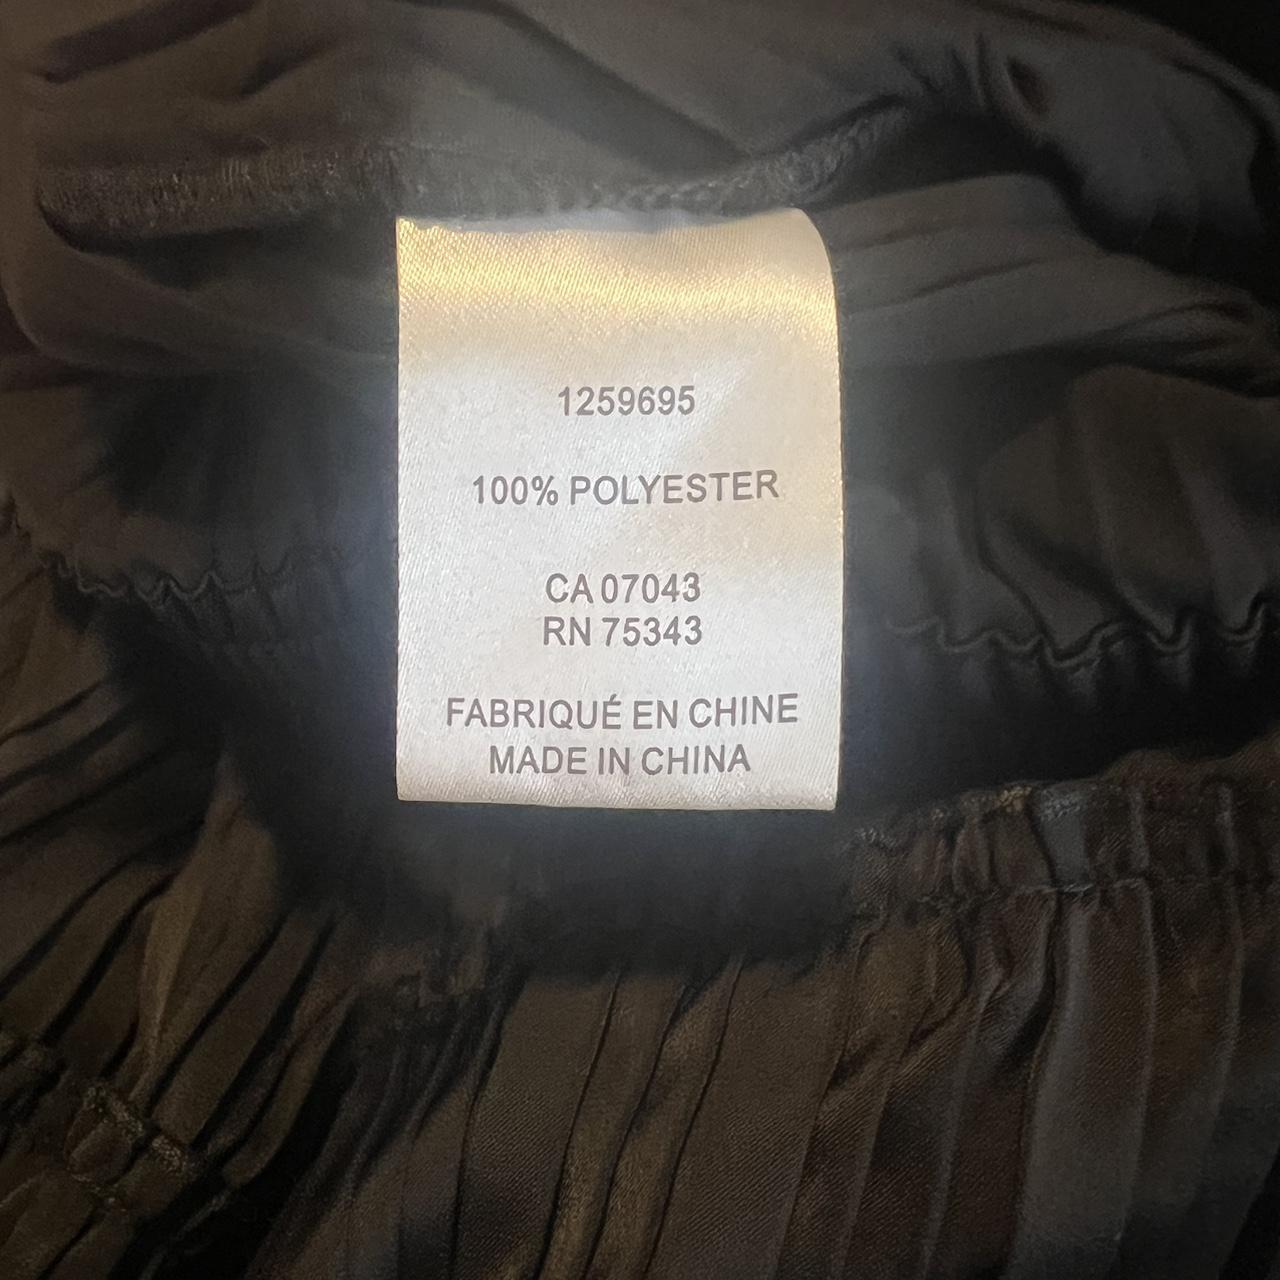 1259695
100% POLYESTER
CA 07043
RN 75343
FABRIQUÉ EN CHINE
MADE IN CHINA